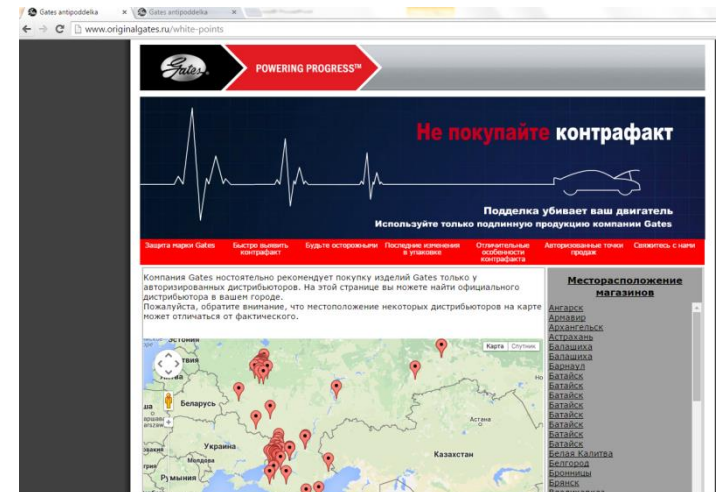 Gates antipoddelka
Gates antipoddelka
www.originalgates.ru/white-points
Gates
POWERING PROGRESS™
Не покупайте контрафакт
Подделка убивает ваш двигатель
Используйте только подлинную продукцию компании Gates
Защита марки Gates
Быстро выявить
контрафакт
Будьте осторожными
Последние изменения
в упаковке
Отличительные
особенности
контрафакта
Авторизованные точки
продаж
Свяжитесь с нами
Компания Gates ностоятельно рекомендует покупку изделий Gates только у
авторизированных дистрибьюторов. На этой странице вы можете найти официального
дистрибьютора в вашем городе.
Пожалуйста, обратите внимание, что местоположение некоторых дистрибьюторов на карте
может отличаться от фактического.
Эстония
Карта Спутник
Беларусь
Астана
Украина
Казахстан
Молдова
Румыния
Месторасположение
магазинов
Ангарск
Армавир
Архангельск
Астрахань
Балашиха
Балашиха
Барнаул
Батайск
Батайск
Батайск
Батайск
Батайск
Батайск
Батайск
Батайск
Белая Калитва
Белгород
Бронницы
Брянск